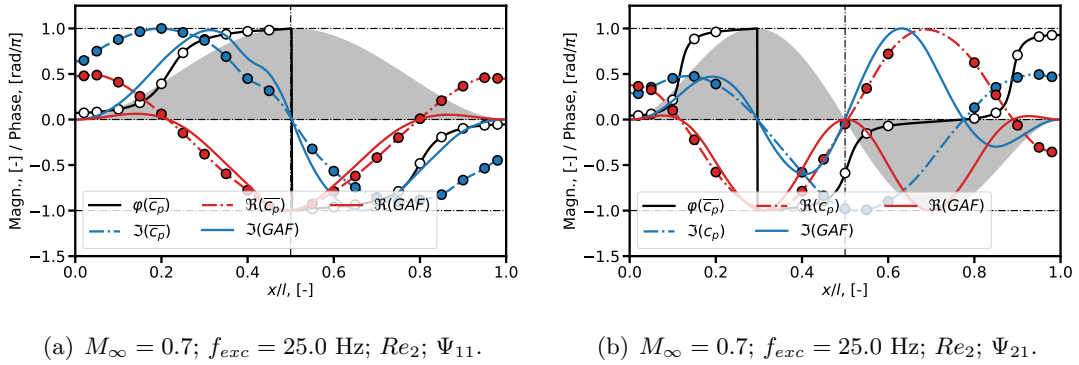 Magn., [-] / Phase, [rad/π]
1.0
0.5
0.0
−0.5
−1.0
−1.5
φ(c̅p̅)
ℑ(c̅p̅)
ℜ(c̅p̅)
ℑ(GAF)
ℜ(GAF)
0.0 0.2 0.4 0.6 0.8 1.0
x/l, [-]
(a) M∞ = 0.7; fexc = 25.0 Hz; Re2; Ψ11.
Magn., [-] / Phase, [rad/π]
1.0
0.5
0.0
−0.5
−1.0
−1.5
φ(c̅p̅)
ℑ(cp)
ℜ(cp)
ℑ(GAF)
ℜ(GAF)
0.0 0.2 0.4 0.6 0.8 1.0
x/l, [-]
(b) M∞ = 0.7; fexc = 25.0 Hz; Re2; Ψ21.